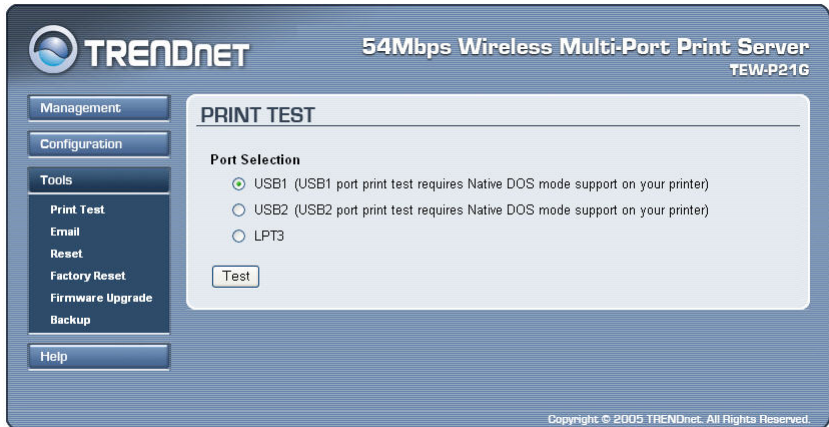 TRENDNET
54Mbps Wireless Multi-Port Print Server
TEW-P21G
Management
Configuration
Tools
Print Test
Email
Reset
Factory Reset
Firmware Upgrade
Backup
Help
PRINT TEST
Port Selection
USB1 (USB1 port print test requires Native DOS mode support on your printer)
USB2 (USB2 port print test requires Native DOS mode support on your printer)
LPT3
Test
Copyright © 2005 TRENDnet. All Rights Reserved.